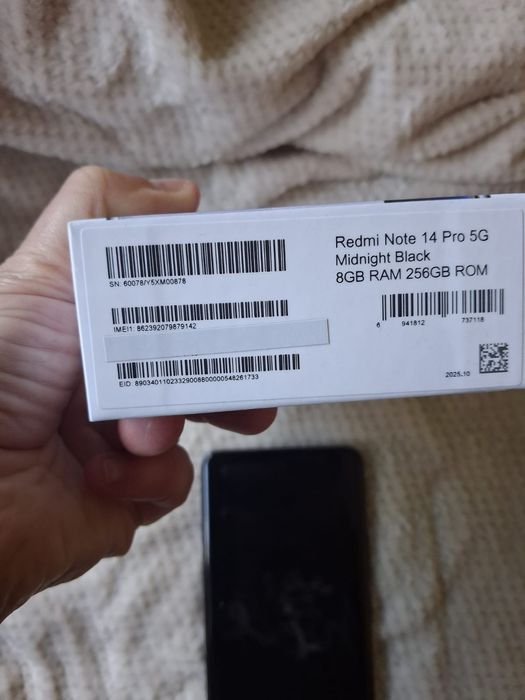 SN: 60078/Y5XM00878
IMEI1: 862392079879142
EID: 89034011023329008800000548261733
Redmi Note 14 Pro 5G
Midnight Black
8GB RAM 256GB ROM
6 941812 737118
2025.10